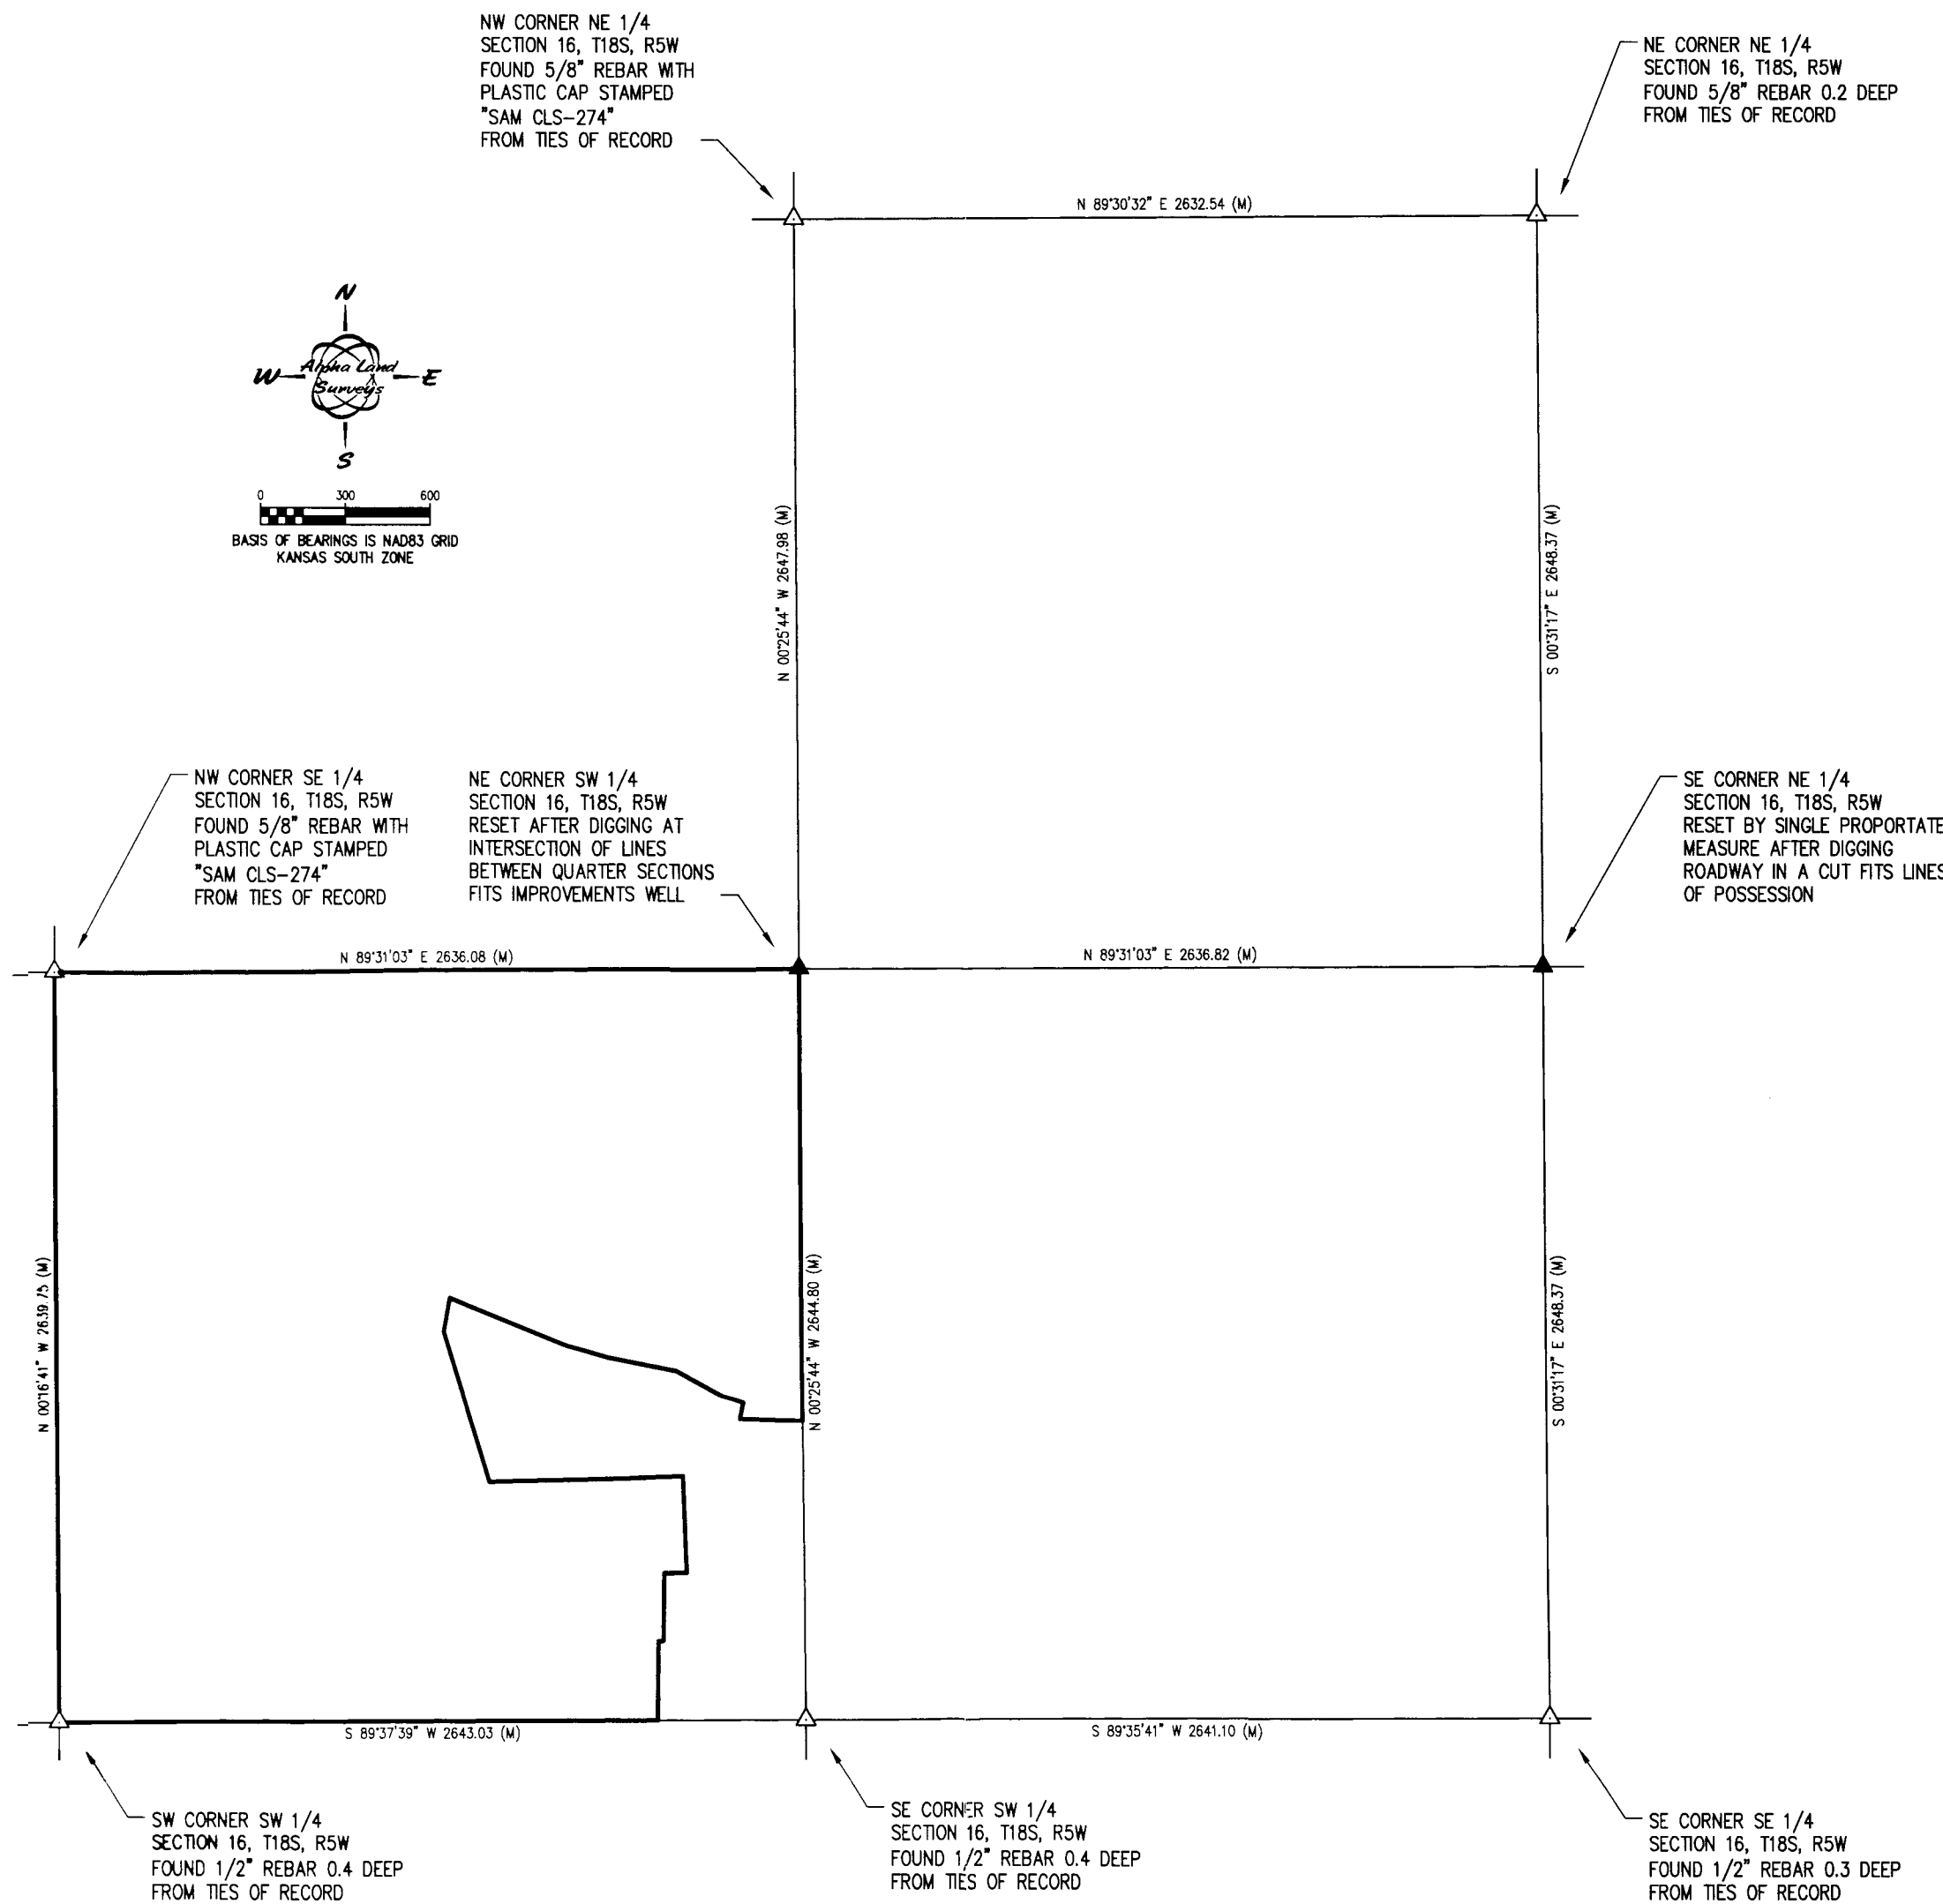 NW CORNER NE 1/4
SECTION 16, T18S, R5W
FOUND 5/8" REBAR WITH
PLASTIC CAP STAMPED
"SAM CLS-274"
FROM TIES OF RECORD
NE CORNER NE 1/4
SECTION 16, T18S, R5W
FOUND 5/8" REBAR 0.2 DEEP
FROM TIES OF RECORD
N 89°30'32" E 2632.54 (M)
N
W
Alpha Land
Surveys
E
S
0 300 600
BASIS OF BEARINGS IS NAD83 GRID
KANSAS SOUTH ZONE
N 00°25'44" W 2647.98 (M)
S 00°31'17" E 2648.37 (M)
NW CORNER SE 1/4
SECTION 16, T18S, R5W
FOUND 5/8" REBAR WITH
PLASTIC CAP STAMPED
"SAM CLS-274"
FROM TIES OF RECORD
NE CORNER SW 1/4
SECTION 16, T18S, R5W
RESET AFTER DIGGING AT
INTERSECTION OF LINES
BETWEEN QUARTER SECTIONS
FITS IMPROVEMENTS WELL
SE CORNER NE 1/4
SECTION 16, T18S, R5W
RESET BY SINGLE PROPORTATE
MEASURE AFTER DIGGING
ROADWAY IN A CUT FITS LINES
OF POSSESSION
N 89°31'03" E 2636.08 (M)
N 89°31'03" E 2636.82 (M)
N 00°16'41" W 2639.75 (M)
N 00°25'44" W 2644.80 (M)
S 00°31'17" E 2648.37 (M)
S 89°37'39" W 2643.03 (M)
S 89°35'41" W 2641.10 (M)
SW CORNER SW 1/4
SECTION 16, T18S, R5W
FOUND 1/2" REBAR 0.4 DEEP
FROM TIES OF RECORD
SE CORNER SW 1/4
SECTION 16, T18S, R5W
FOUND 1/2" REBAR 0.4 DEEP
FROM TIES OF RECORD
SE CORNER SE 1/4
SECTION 16, T18S, R5W
FOUND 1/2" REBAR 0.3 DEEP
FROM TIES OF RECORD